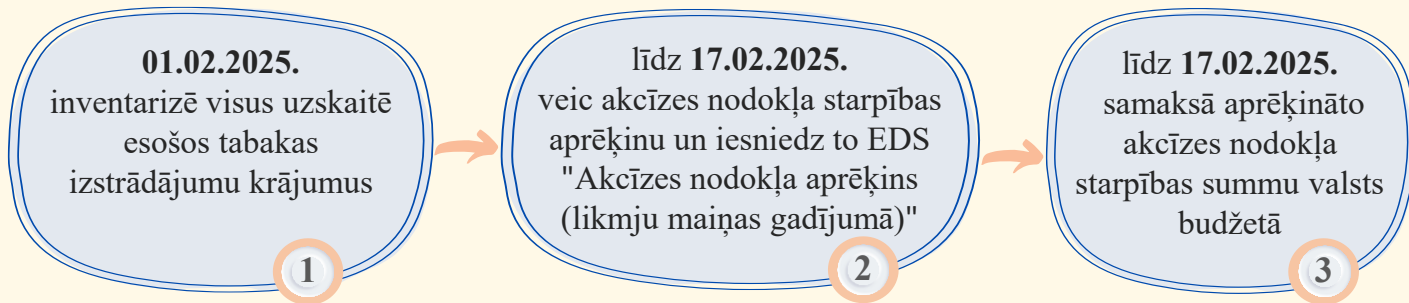 01.02.2025.
inventarizē visus uzskaitē
esošos tabakas
izstrādājumu krājumus
1
līdz 17.02.2025.
veic akcīzes nodokļa starpības
aprēķinu un iesniedz to EDS
"Akcīzes nodokļa aprēķins
(likmju maiņas gadījumā)"
2
līdz 17.02.2025.
samaksā aprēķināto
akcīzes nodokļa
starpības summu valsts
budžetā
3